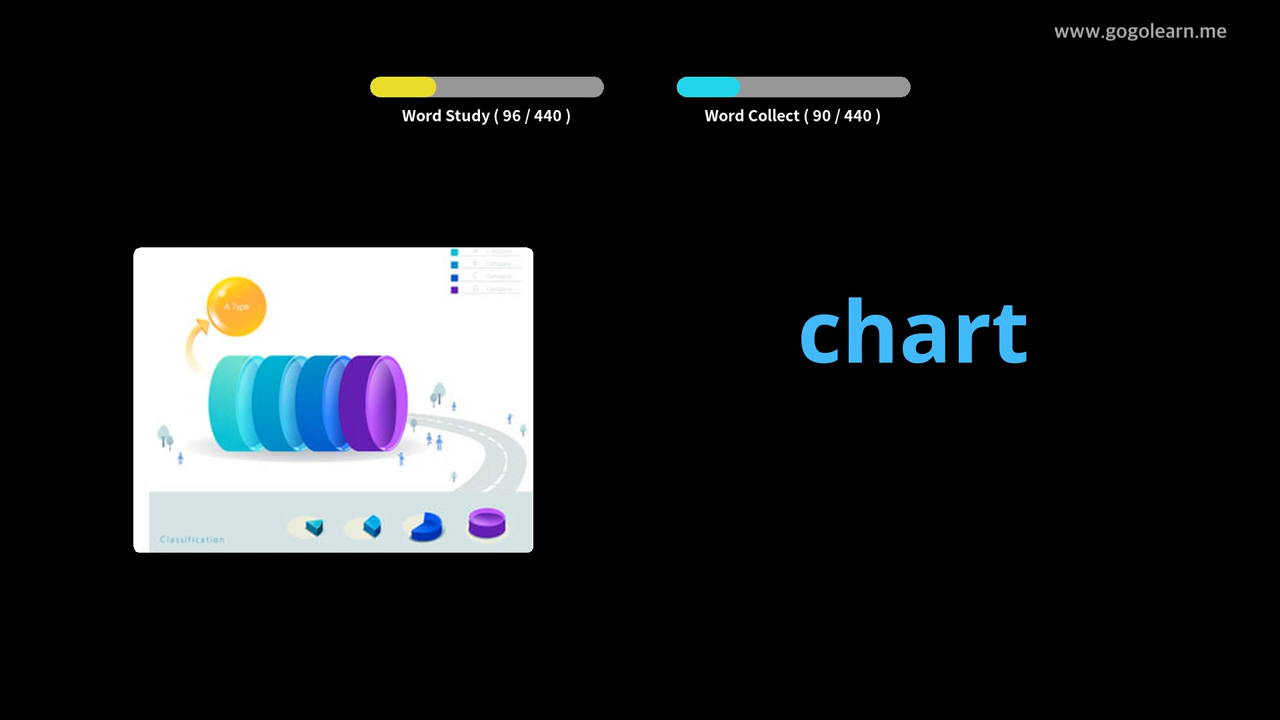 www.gogolearn.me
Word Study ( 96 / 440 )
Word Collect ( 90 / 440 )
A Type
chart
Classification